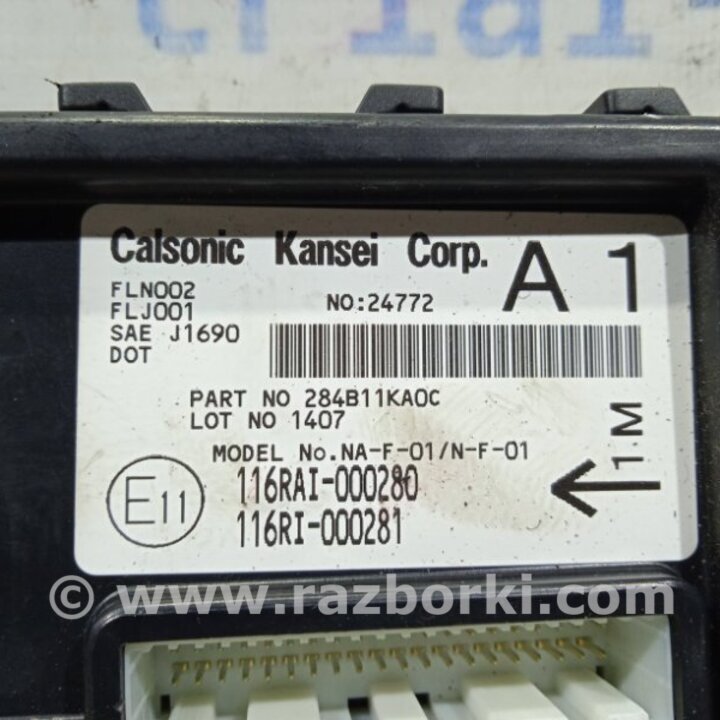 Calsonic Kansei Corp.
A 1
FLN002
FLJ001
SAE J1690
DOT
NO:24772
PART NO 284B11KA0C
LOT NO 1407
MODEL No.NA-F-01/N-F-01
116RAI-000280
116RI-000281
E11
1M
© www.razborki.com